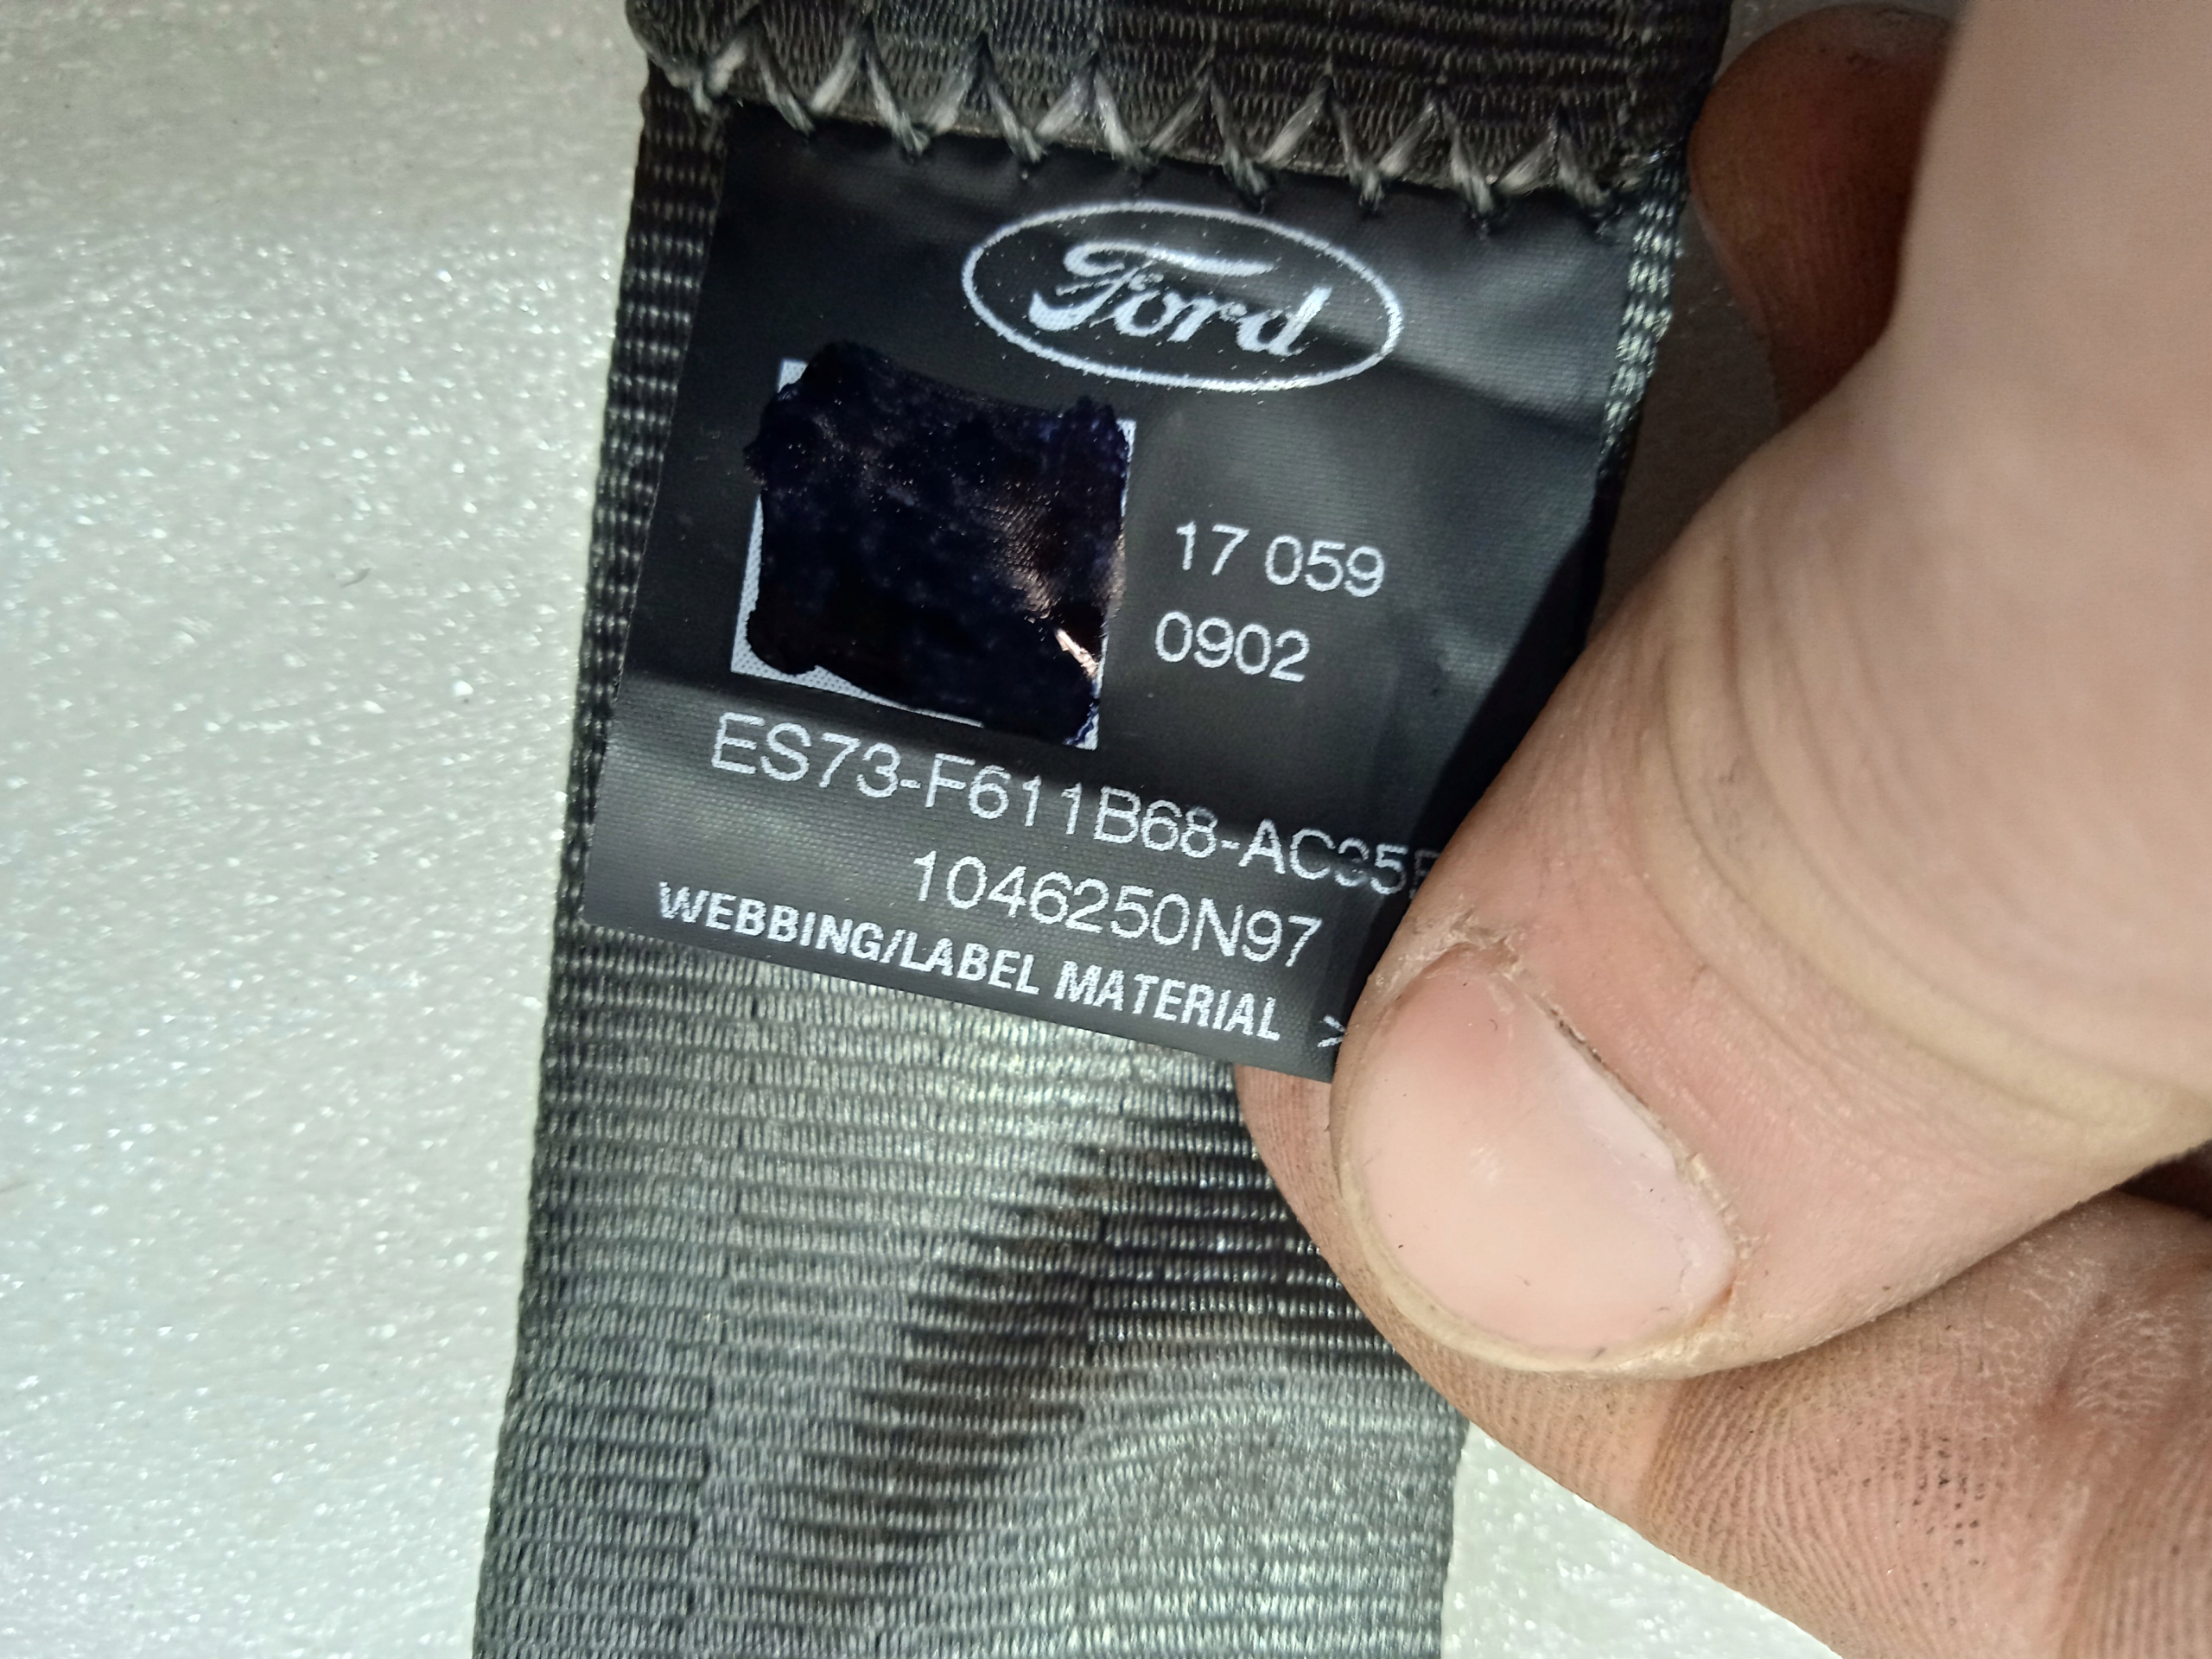 Ford
17 059
0902
ES73-F611B68-AC35
1046250N97
WEBBING/LABEL MATERIAL >